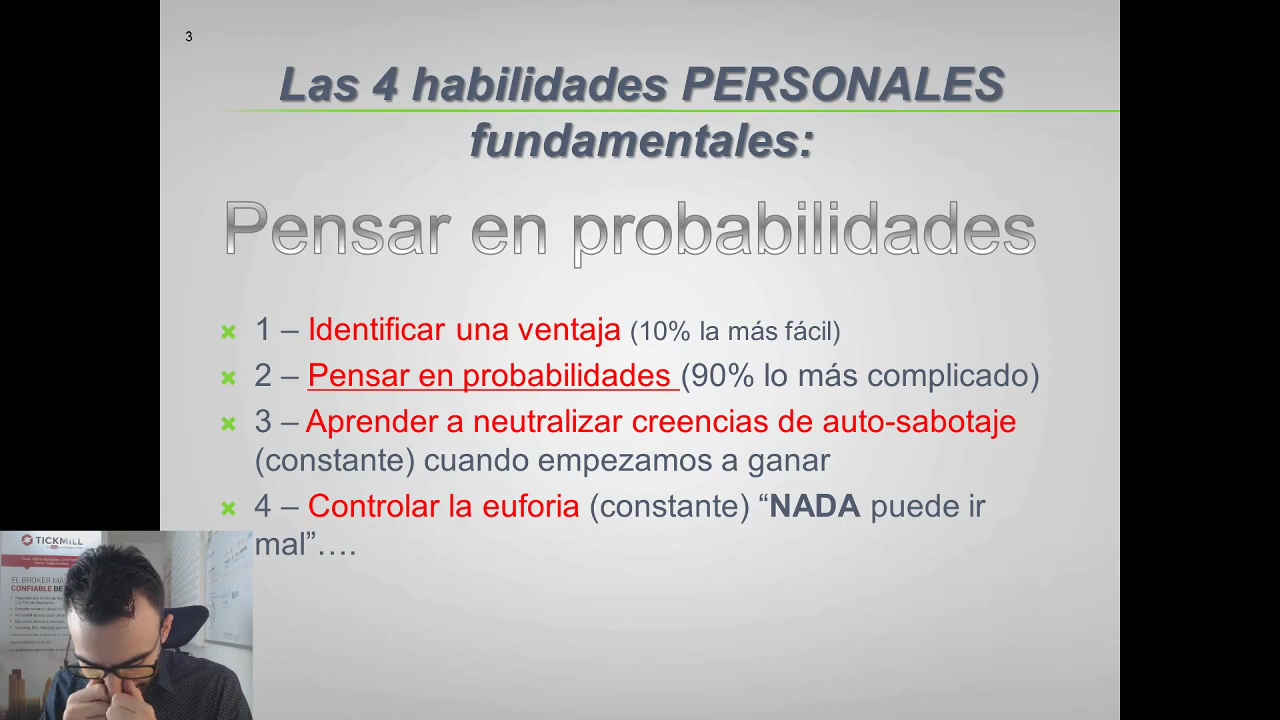 3
Las 4 habilidades PERSONALES
fundamentales:
Pensar en probabilidades
1 – Identificar una ventaja (10% la más fácil)
2 – Pensar en probabilidades (90% lo más complicado)
3 – Aprender a neutralizar creencias de auto-sabotaje
(constante) cuando empezamos a ganar
4 – Controlar la euforia (constante) “NADA puede ir
mal”....
TICKMILL
EL BROKER MÁ
CONFIABLE DE